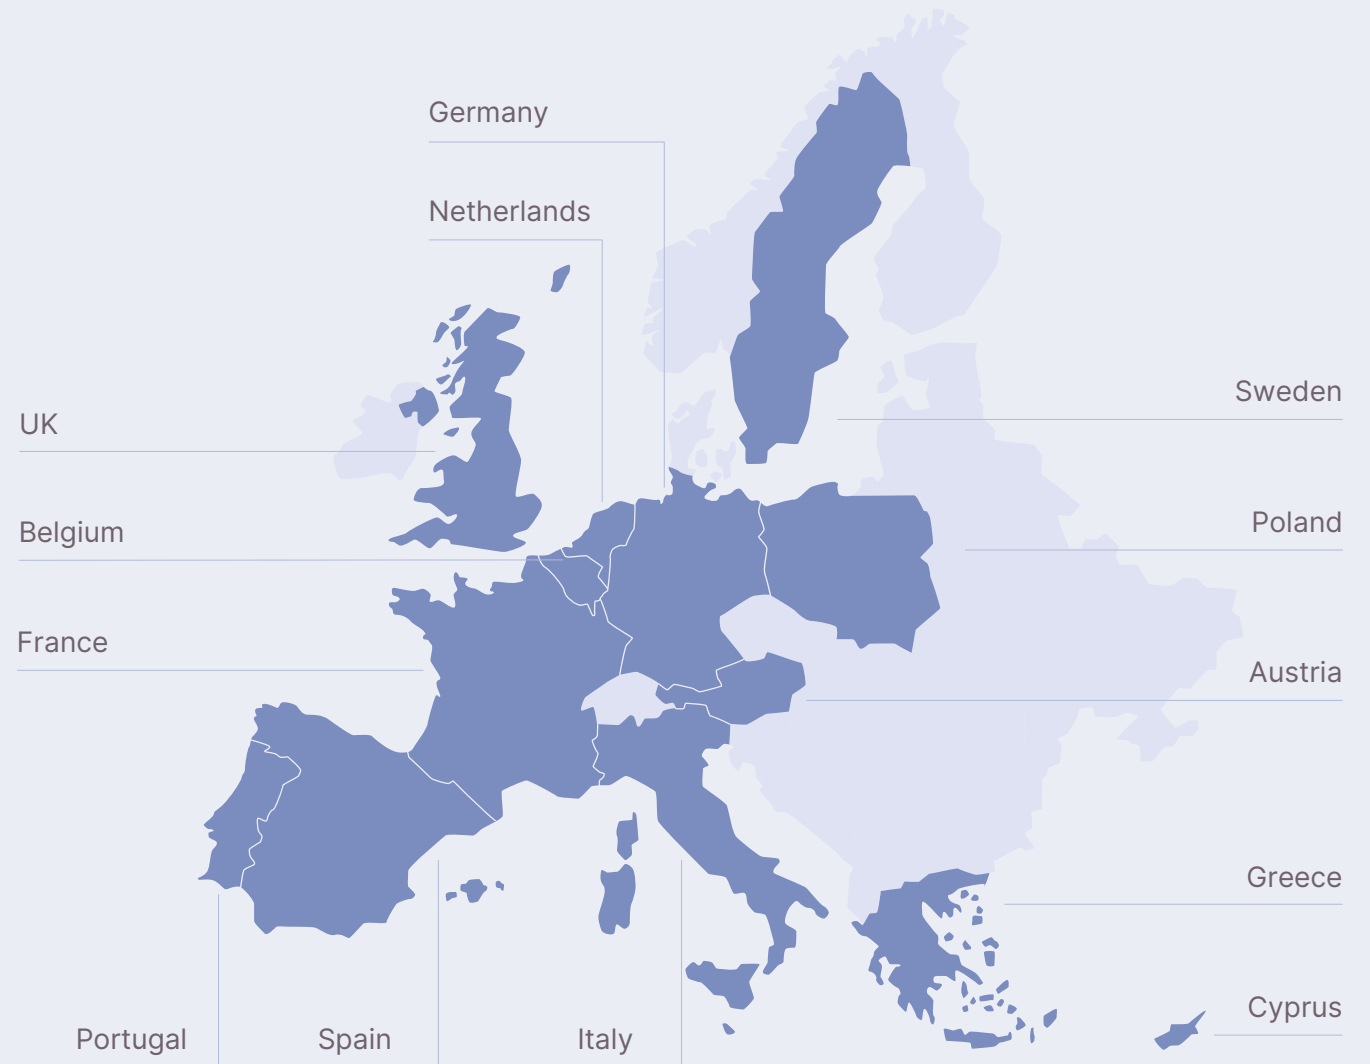 Germany
Netherlands
Sweden
UK
Poland
Belgium
France
Austria
Greece
Cyprus
Portugal
Spain
Italy